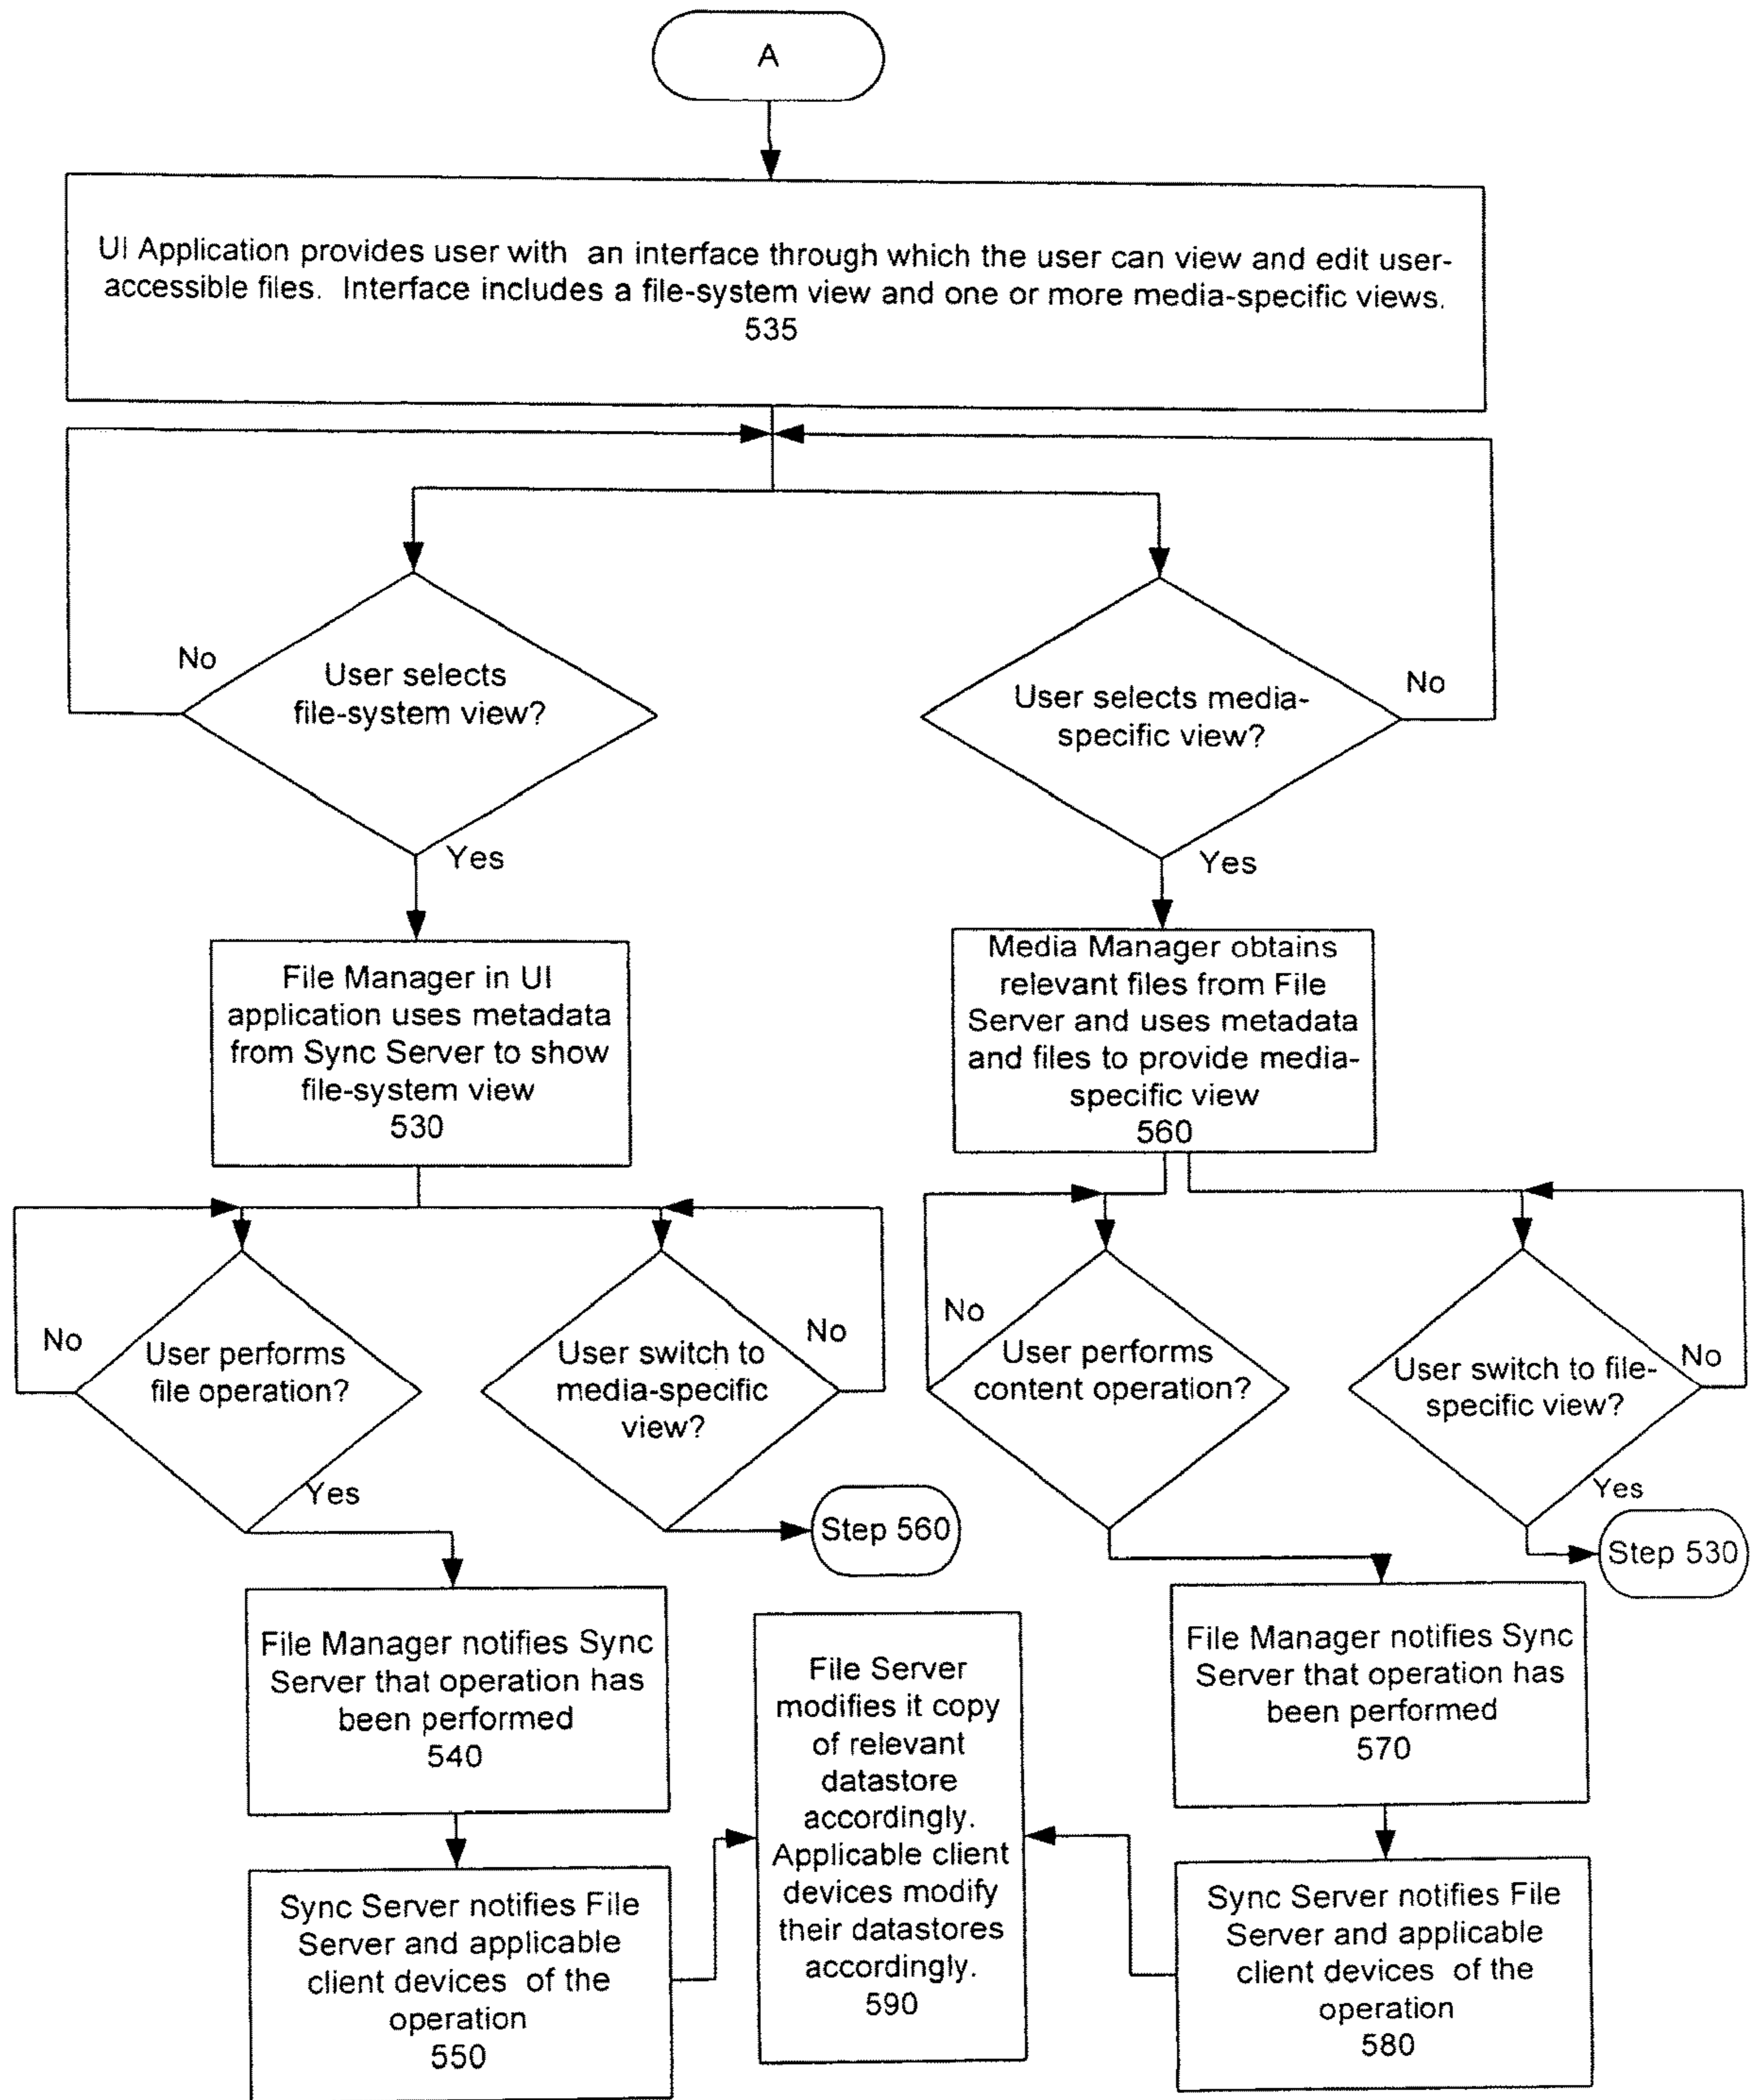 A
UI Application provides user with an interface through which the user can view and edit user-
accessible files. Interface includes a file-system view and one or more media-specific views.
535
No
User selects
file-system view?
Yes
User selects media-
specific view?
No
Yes
File Manager in UI
application uses metadata
from Sync Server to show
file-system view
530
Media Manager obtains
relevant files from File
Server and uses metadata
and files to provide media-
specific view
560
No
User performs
file operation?
Yes
User switch to
media-specific
view?
No
Step 560
No
User performs
content operation?
User switch to file-
specific view?
No
Yes
Step 530
File Manager notifies Sync
Server that operation has
been performed
540
File Server
modifies it copy
of relevant
datastore
accordingly.
Applicable client
devices modify
their datastores
accordingly.
590
File Manager notifies Sync
Server that operation has
been performed
570
Sync Server notifies File
Server and applicable
client devices of the
operation
550
Sync Server notifies File
Server and applicable
client devices of the
operation
580